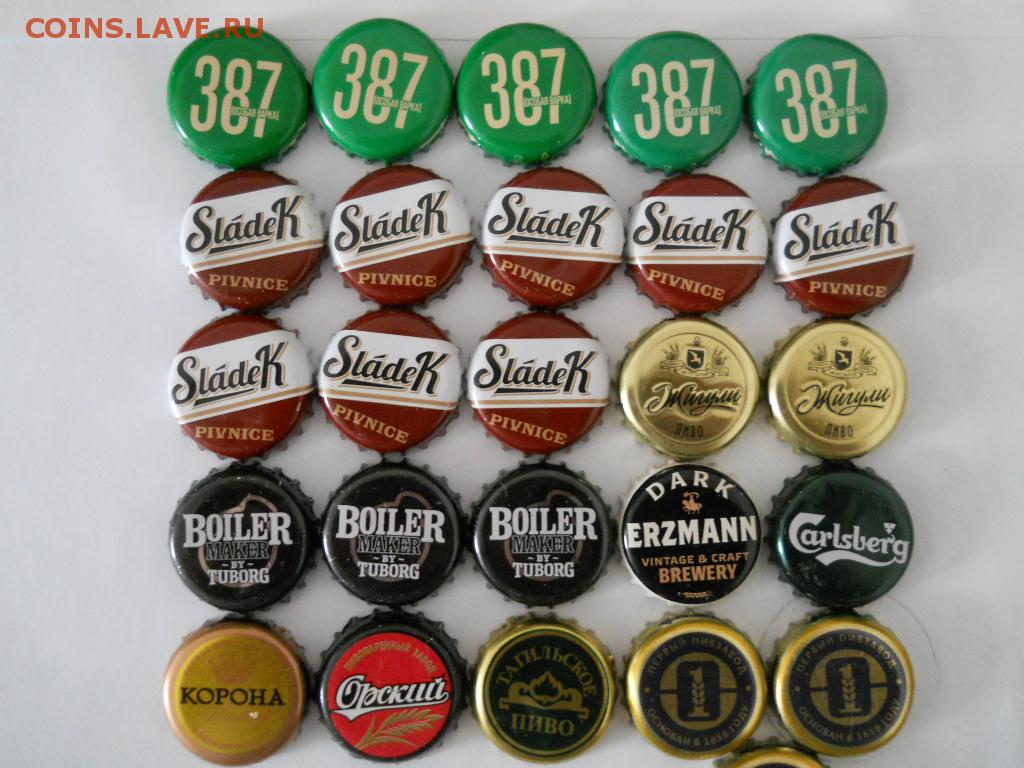 COINS.LAVE.RU
387
[ОСОБАЯ ВАРКА]
387
[ОСОБАЯ ВАРКА]
387
[ОСОБАЯ ВАРКА]
387
[ОСОБАЯ ВАРКА]
387
[ОСОБАЯ ВАРКА]
SládeK
PIVNICE
SládeK
PIVNICE
SládeK
PIVNICE
SládeK
PIVNICE
SládeK
PIVNICE
SládeK
PIVNICE
SládeK
PIVNICE
SládeK
PIVNICE
Жигули
ПИВО
Жигули
ПИВО
BOILER
MAKER
~ BY ~
TUBORG
BOILER
MAKER
~ BY ~
TUBORG
BOILER
MAKER
~ BY ~
TUBORG
DARK
ERZMANN
VINTAGE & CRAFT
BREWERY
Carlsberg
КОРОНА
ПИВОВАРЕННЫЙ ЗАВОД
Орский
ТАГИЛЬСКОЕ
ПИВО
ПЕРВЫЙ ПИВЗАВОД
1
ОСНОВАН В 1858 ГОДУ
ПЕРВЫЙ ПИВЗАВОД
1
ОСНОВАН В 1858 ГОДУ